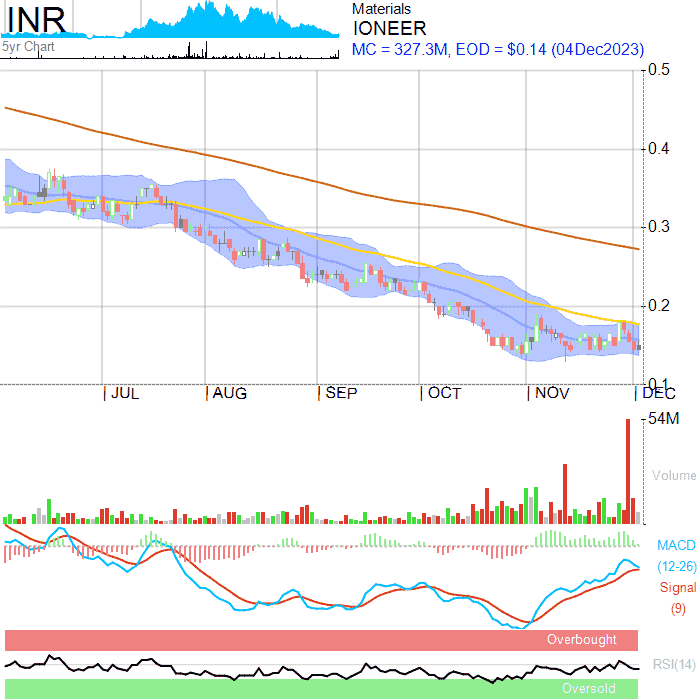 INR
5yr Chart
Materials
IONEER
MC = 327.3M, EOD = $0.14 (04Dec2023)
0.5
0.4
0.3
0.2
0.1
JUL
AUG
SEP
OCT
NOV
DEC
54M
Volume
MACD
(12-26)
Signal
(9)
Overbought
RSI(14)
Oversold